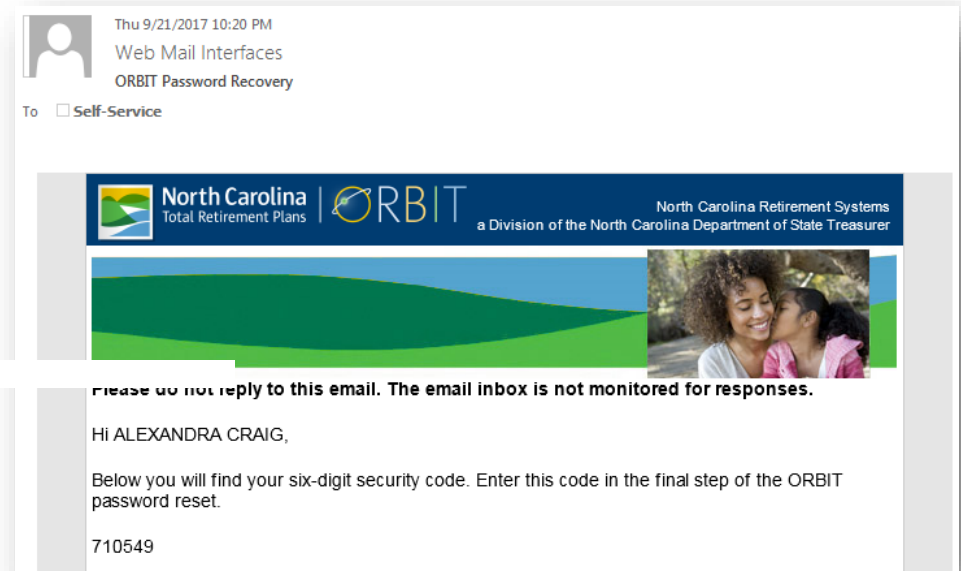 Thu 9/21/2017 10:20 PM
Web Mail Interfaces
ORBIT Password Recovery
To Self-Service
North Carolina
Total Retirement Plans
ORBIT
North Carolina Retirement Systems
a Division of the North Carolina Department of State Treasurer
Please do not reply to this email. The email inbox is not monitored for responses.
Hi ALEXANDRA CRAIG,
Below you will find your six-digit security code. Enter this code in the final step of the ORBIT
password reset.
710549